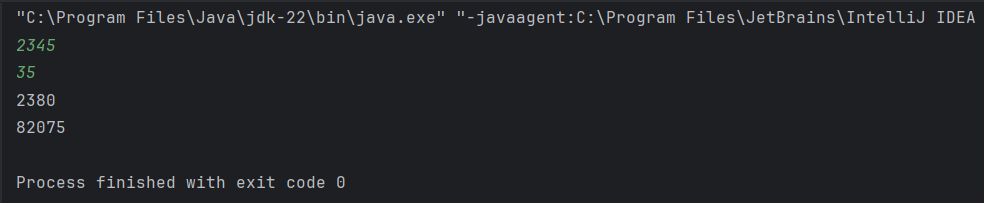 "C:\Program Files\Java\jdk-22\bin\java.exe" "-javaagent:C:\Program Files\JetBrains\IntelliJ IDEA
2345
35
2380
82075
Process finished with exit code 0